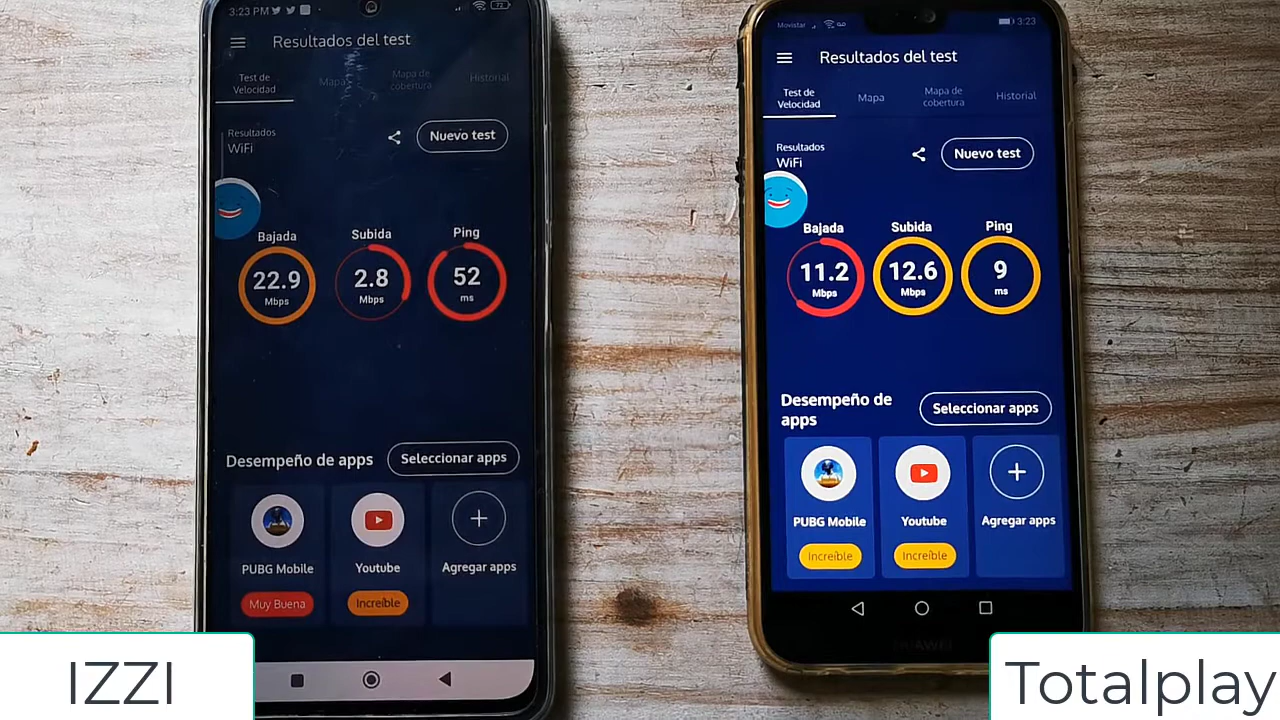 3:23 PM
72
Resultados del test
Test de
Velocidad
Mapa
Mapa de
cobertura
Historial
Resultados
WiFi
Nuevo test
Bajada
Subida
Ping
22.9
Mbps
2.8
Mbps
52
ms
Desempeño de apps
Seleccionar apps
PUBG Mobile
Youtube
Agregar apps
Muy Buena
Increíble
IZZI
Movistar
3:23
Resultados del test
Test de
Velocidad
Mapa
Mapa de
cobertura
Historial
Resultados
WiFi
Nuevo test
Bajada
Subida
Ping
11.2
Mbps
12.6
Mbps
9
ms
Desempeño de
apps
Seleccionar apps
PUBG Mobile
Youtube
Agregar apps
Increíble
Increíble
HUAWEI
Totalplay